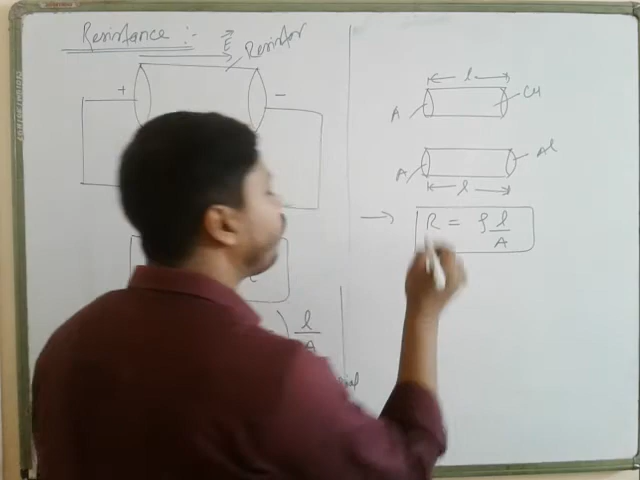 Resistance :-
E
Resistor
+
-
l
A
Cu
A
Al
l
→ R = ρ l/A
) l/A